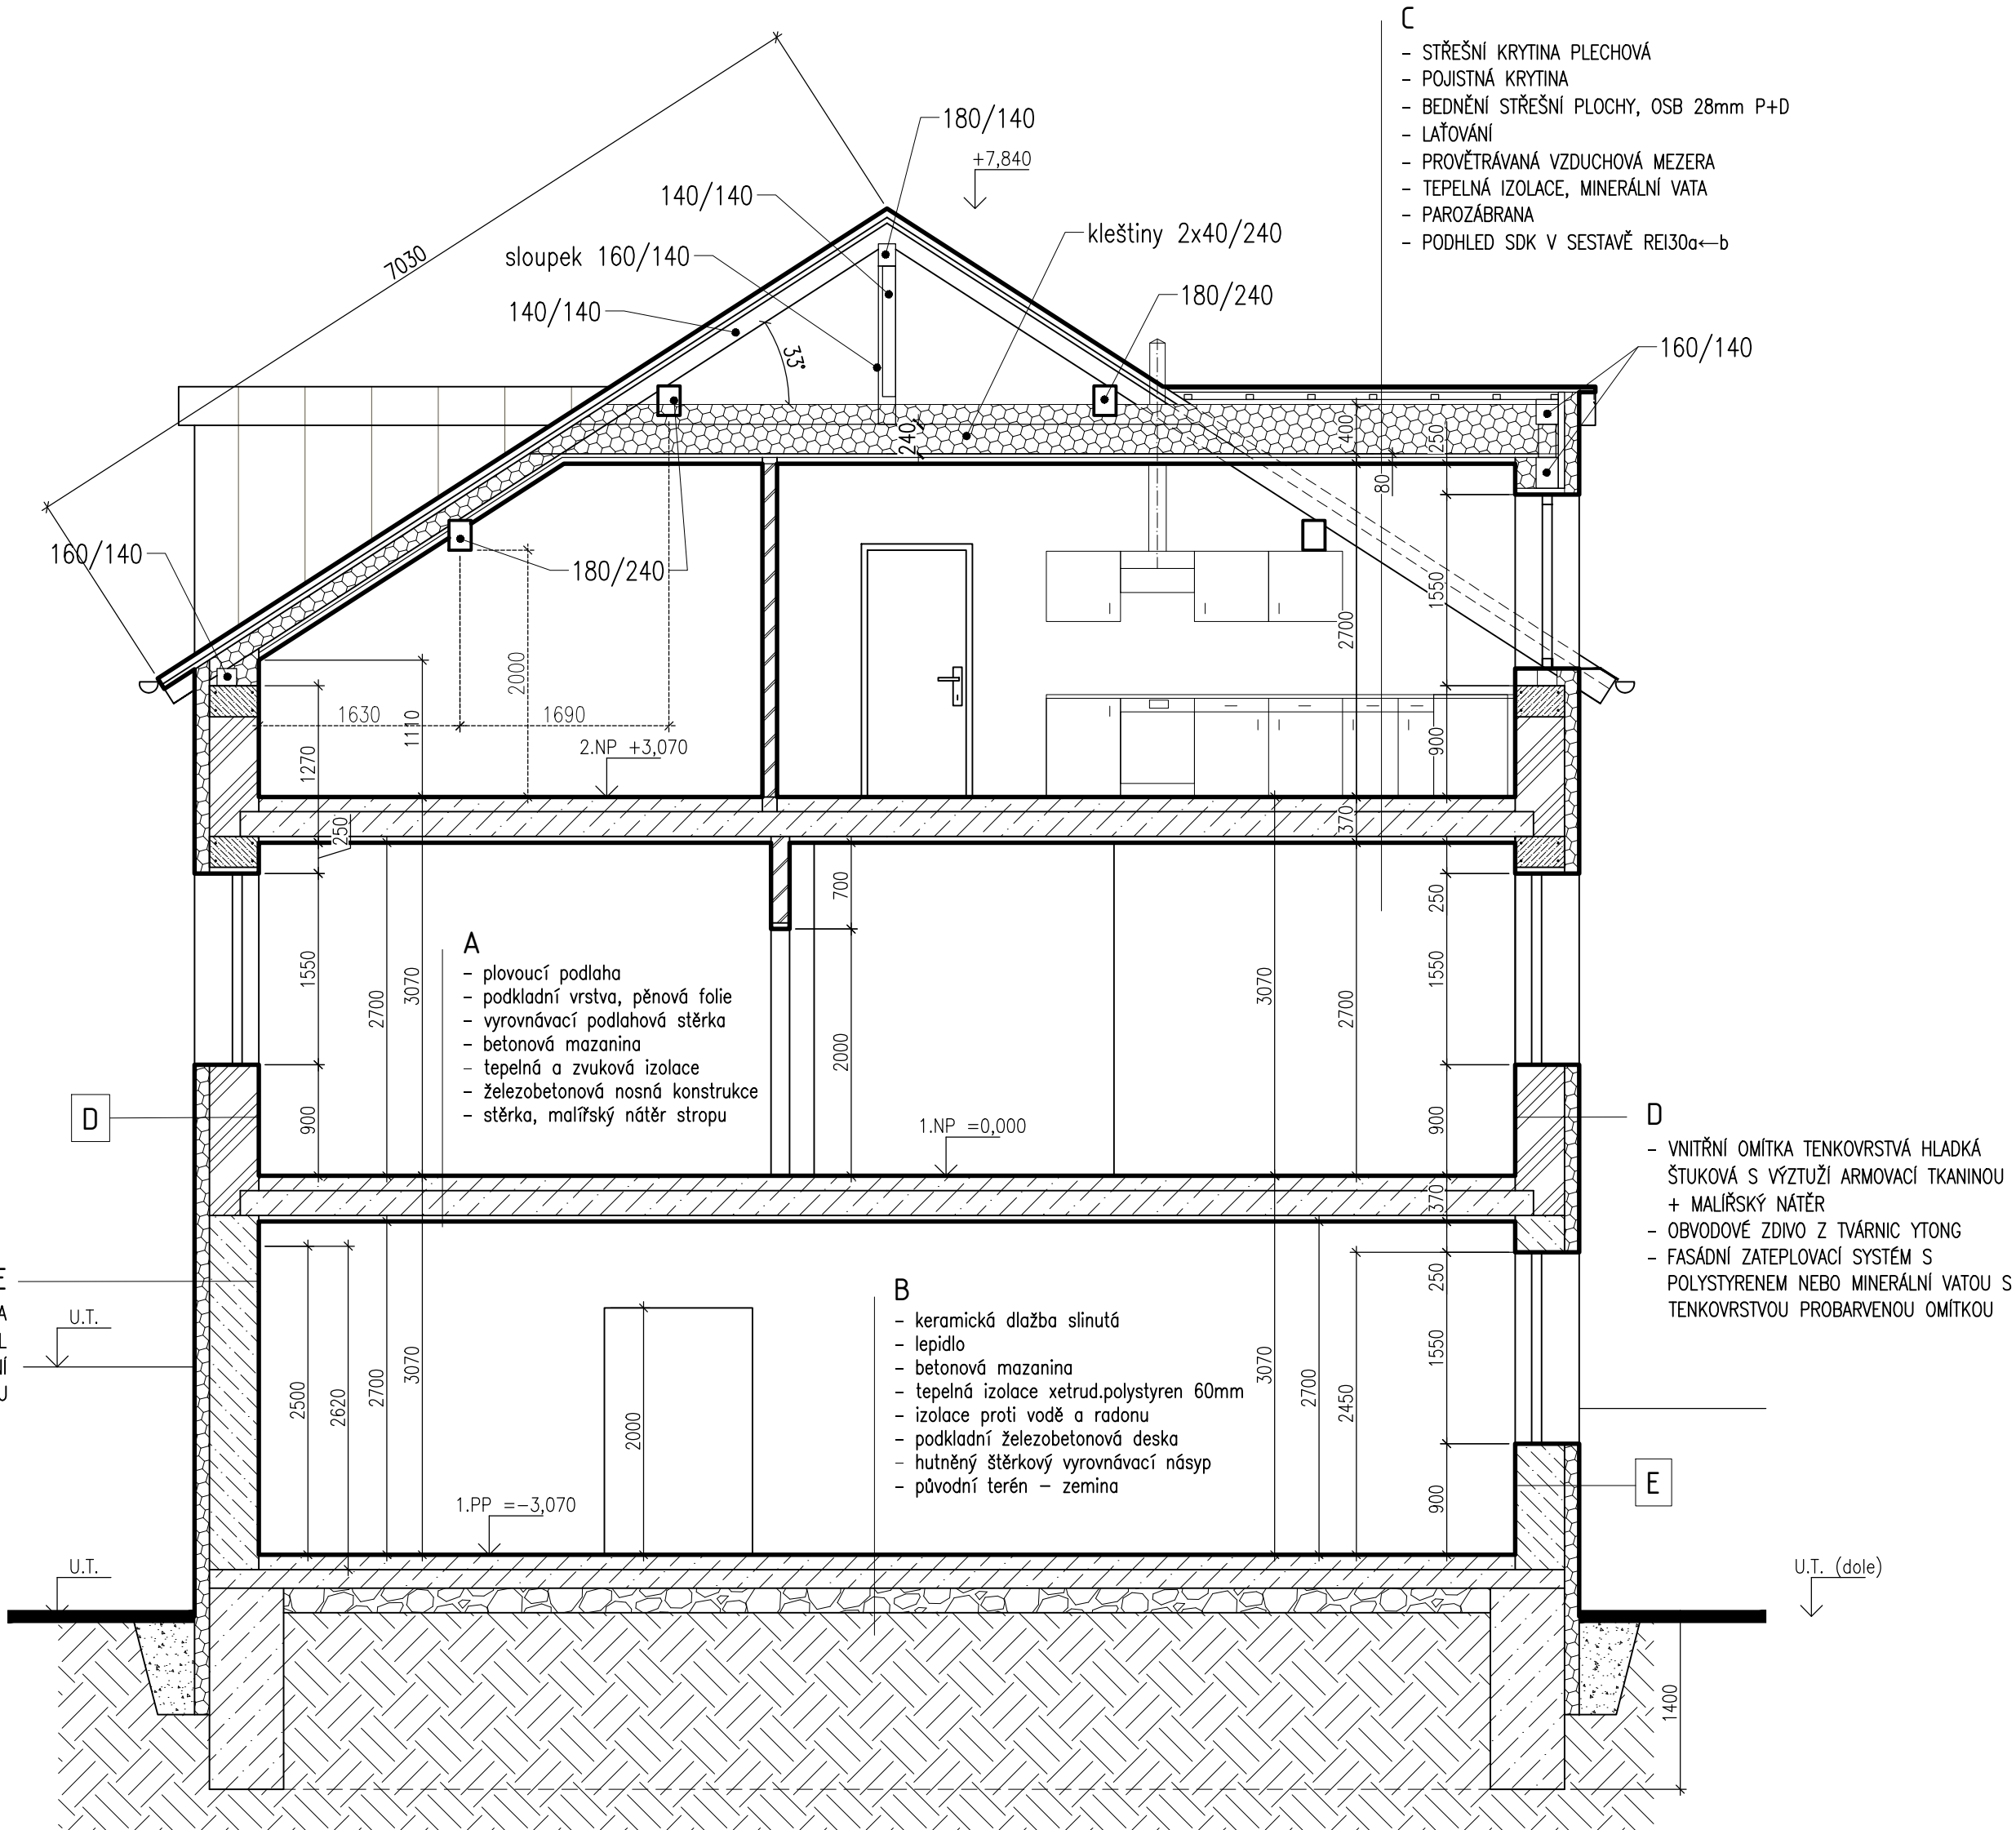 C
- STŘEŠNÍ KRYTINA PLECHOVÁ
- POJISTNÁ KRYTINA
- BEDNĚNÍ STŘEŠNÍ PLOCHY, OSB 28mm P+D
- LAŤOVÁNÍ
- PROVĚTRÁVANÁ VZDUCHOVÁ MEZERA
- TEPELNÁ IZOLACE, MINERÁLNÍ VATA
- PAROZÁBRANA
- PODHLED SDK V SESTAVĚ REI30a←b
180/140
+7,840
140/140
kleštiny 2x40/240
sloupek 160/140
7030
180/240
140/140
33°
160/140
240
400
250
80
160/140
180/240
1550
2700
2000
1630
1690
1110
1270
2.NP +3,070
900
250
370
700
250
A
- plovoucí podlaha
- podkladní vrstva, pěnová folie
- vyrovnávací podlahová stěrka
- betonová mazanina
- tepelná a zvuková izolace
- železobetonová nosná konstrukce
- stěrka, malířský nátěr stropu
1550
2700
3070
2000
3070
2700
1550
900
900
D
1.NP =0,000
D
- VNITŘNÍ OMÍTKA TENKOVRSTVÁ HLADKÁ
ŠTUKOVÁ S VÝZTUŽÍ ARMOVACÍ TKANINOU
+ MALÍŘSKÝ NÁTĚR
- OBVODOVÉ ZDIVO Z TVÁRNIC YTONG
- FASÁDNÍ ZATEPLOVACÍ SYSTÉM S
POLYSTYRENEM NEBO MINERÁLNÍ VATOU S
TENKOVRSTVOU PROBARVENOU OMÍTKOU
370
250
E
A
L
NÍ
U
U.T.
B
- keramická dlažba slinutá
- lepidlo
- betonová mazanina
- tepelná izolace xetrud.polystyren 60mm
- izolace proti vodě a radonu
- podkladní železobetonová deska
- hutněný štěrkový vyrovnávací násyp
- původní terén - zemina
2500
2620
2700
3070
2000
3070
2700
2450
1550
900
1.PP =-3,070
E
U.T.
U.T. (dole)
1400